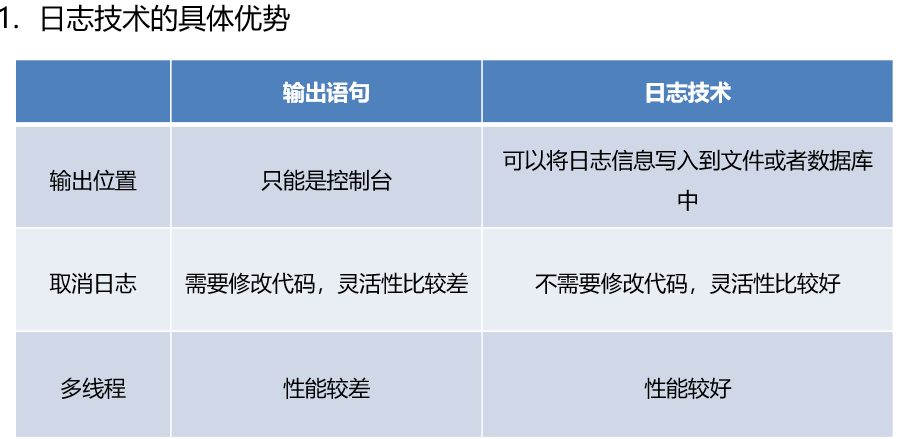 1. 日志技术的具体优势
输出语句 日志技术
输出位置 只能是控制台 可以将日志信息写入到文件或者数据库
中
取消日志 需要修改代码，灵活性比较差 不需要修改代码，灵活性比较好
多线程 性能较差 性能较好